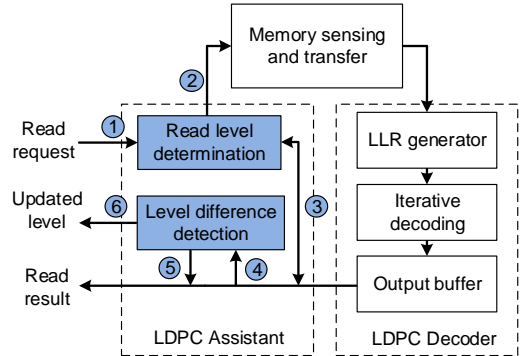 Memory sensing
and transfer
2
1
Read
request
Read level
determination
LLR generator
Updated
level
6
Level difference
detection
3
Iterative
decoding
5
4
Read
result
Output buffer
LDPC Assistant
LDPC Decoder